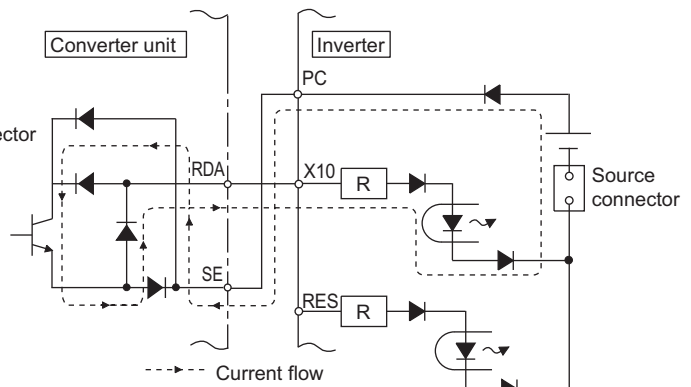 Converter unit
Inverter
PC
ector
RDA
X10
R
Source
connector
SE
RES
R
Current flow